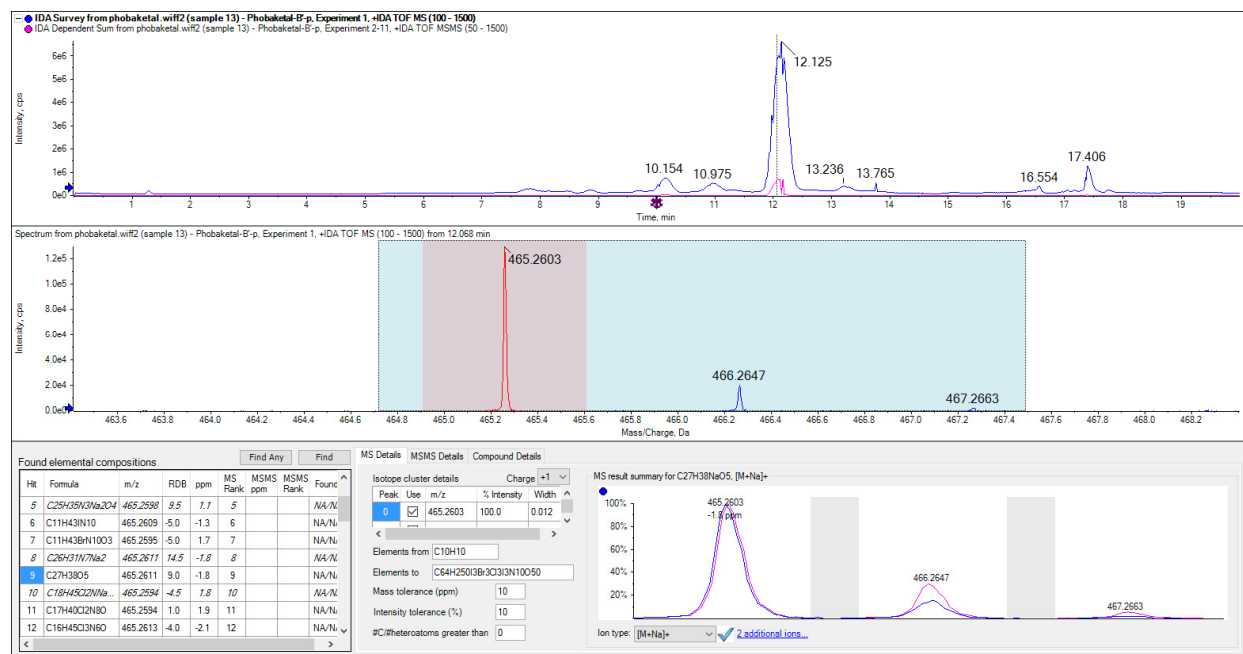 IDA Survey from phobaketal.wiff2 (sample 13) - Phobaketal-B'-p, Experiment 1, +IDA TOF MS (100 - 1500)
IDA Dependent Sum from phobaketal.wiff2 (sample 13) - Phobaketal-B'-p, Experiment 2-11, +IDA TOF MSMS (50 - 1500)
Intensity, cps
6e6
5e6
4e6
3e6
2e6
1e6
0e0
12.125
10.154
10.975
13.236
13.765
16.554
17.406
1 2 3 4 5 6 7 8 9 10 11 12 13 14 15 16 17 18 19
Time, min
Spectrum from phobaketal.wiff2 (sample 13) - Phobaketal-B'-p, Experiment 1, +IDA TOF MS (100 - 1500) from 12.068 min
Intensity, cps
1.2e5
1.0e5
8.0e4
6.0e4
4.0e4
2.0e4
0.0e0
465.2603
466.2647
467.2663
463.6 463.8 464.0 464.2 464.4 464.6 464.8 465.0 465.2 465.4 465.6 465.8 466.0 466.2 466.4 466.6 466.8 467.0 467.2 467.4 467.6 467.8 468.0 468.2
Mass/Charge, Da
Found elemental compositions
Find Any Find
Hit Formula m/z RDB ppm MS Rank MSMS ppm MSMS Rank Found
5 C25H35N3Na2O4 465.2598 9.5 1.1 5 NA/N
6 C11H43IN10 465.2609 -5.0 -1.3 6 NA/N
7 C11H43BrN10O3 465.2595 -5.0 1.7 7 NA/N
8 C26H31N7Na2 465.2611 14.5 -1.8 8 NA/N
9 C27H38O5 465.2611 9.0 -1.8 9 NA/N
10 C18H45Cl2NNa... 465.2594 -4.5 1.8 10 NA/N
11 C17H40Cl2N8O 465.2594 1.0 1.9 11 NA/N
12 C16H45Cl3N6O 465.2613 -4.0 -2.1 12 NA/N
MS Details MSMS Details Compound Details
Isotope cluster details Charge +1
Peak Use m/z % Intensity Width
0 465.2603 100.0 0.012
Elements from C10H10
Elements to C64H250I3Br3Cl3I3N10O50
Mass tolerance (ppm) 10
Intensity tolerance (%) 10
#C/#heteroatoms greater than 0
MS result summary for C27H38NaO5, [M+Na]+
100%
80%
60%
40%
20%
465.2603
-1.8 ppm
466.2647
467.2663
Ion type: [M+Na]+ 2 additional ions...